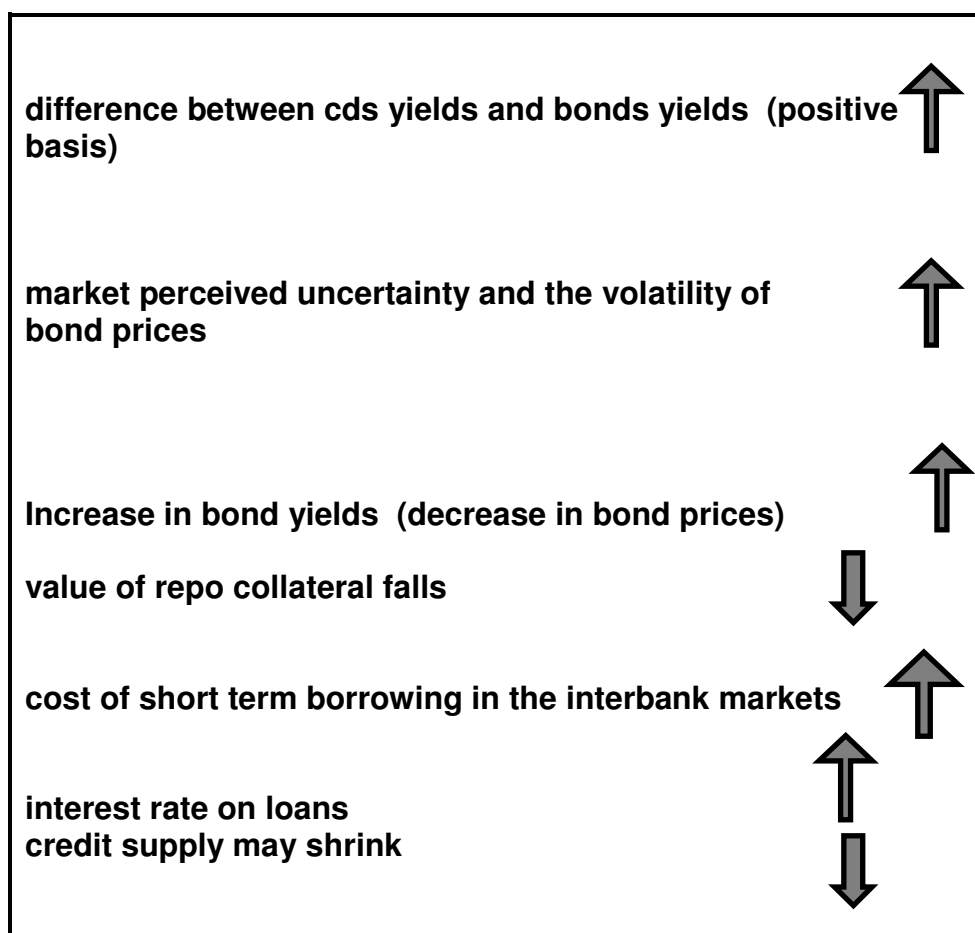 difference between cds yields and bonds yields (positive
basis)
market perceived uncertainty and the volatility of
bond prices
Increase in bond yields (decrease in bond prices)
value of repo collateral falls
cost of short term borrowing in the interbank markets
interest rate on loans
credit supply may shrink